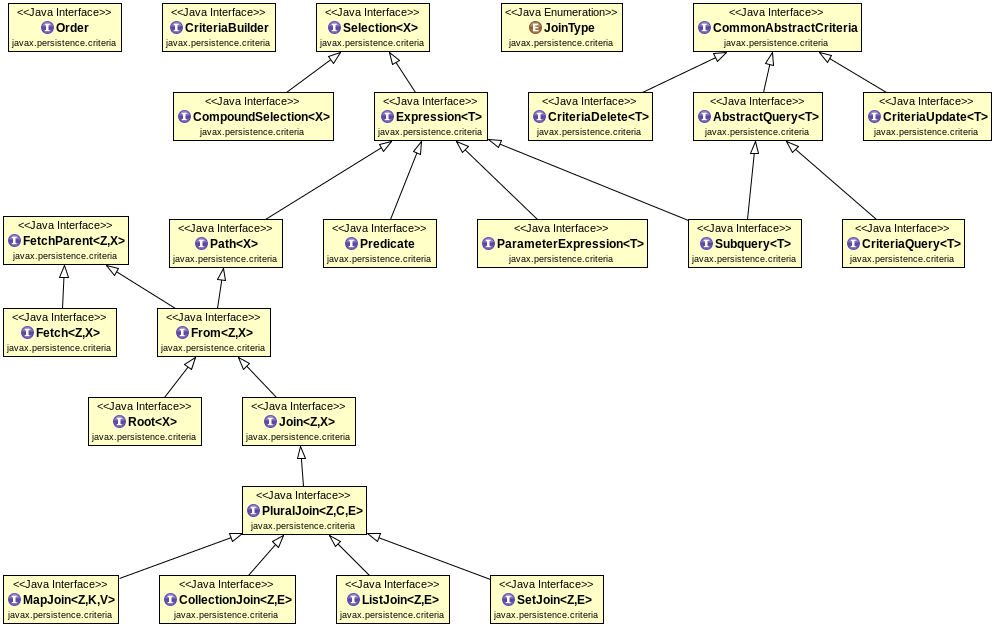 <<Java Interface>>
Order
javax.persistence.criteria
<<Java Interface>>
CriteriaBuilder
javax.persistence.criteria
<<Java Interface>>
Selection<X>
javax.persistence.criteria
<<Java Enumeration>>
JoinType
javax.persistence.criteria
<<Java Interface>>
CommonAbstractCriteria
javax.persistence.criteria
<<Java Interface>>
CompoundSelection<X>
javax.persistence.criteria
<<Java Interface>>
Expression<T>
javax.persistence.criteria
<<Java Interface>>
CriteriaDelete<T>
javax.persistence.criteria
<<Java Interface>>
AbstractQuery<T>
javax.persistence.criteria
<<Java Interface>>
CriteriaUpdate<T>
javax.persistence.criteria
<<Java Interface>>
FetchParent<Z,X>
javax.persistence.criteria
<<Java Interface>>
Path<X>
javax.persistence.criteria
<<Java Interface>>
Predicate
javax.persistence.criteria
<<Java Interface>>
ParameterExpression<T>
javax.persistence.criteria
<<Java Interface>>
Subquery<T>
javax.persistence.criteria
<<Java Interface>>
CriteriaQuery<T>
javax.persistence.criteria
<<Java Interface>>
Fetch<Z,X>
javax.persistence.criteria
<<Java Interface>>
From<Z,X>
javax.persistence.criteria
<<Java Interface>>
Root<X>
javax.persistence.criteria
<<Java Interface>>
Join<Z,X>
javax.persistence.criteria
<<Java Interface>>
PluralJoin<Z,C,E>
javax.persistence.criteria
<<Java Interface>>
MapJoin<Z,K,V>
javax.persistence.criteria
<<Java Interface>>
CollectionJoin<Z,E>
javax.persistence.criteria
<<Java Interface>>
ListJoin<Z,E>
javax.persistence.criteria
<<Java Interface>>
SetJoin<Z,E>
javax.persistence.criteria